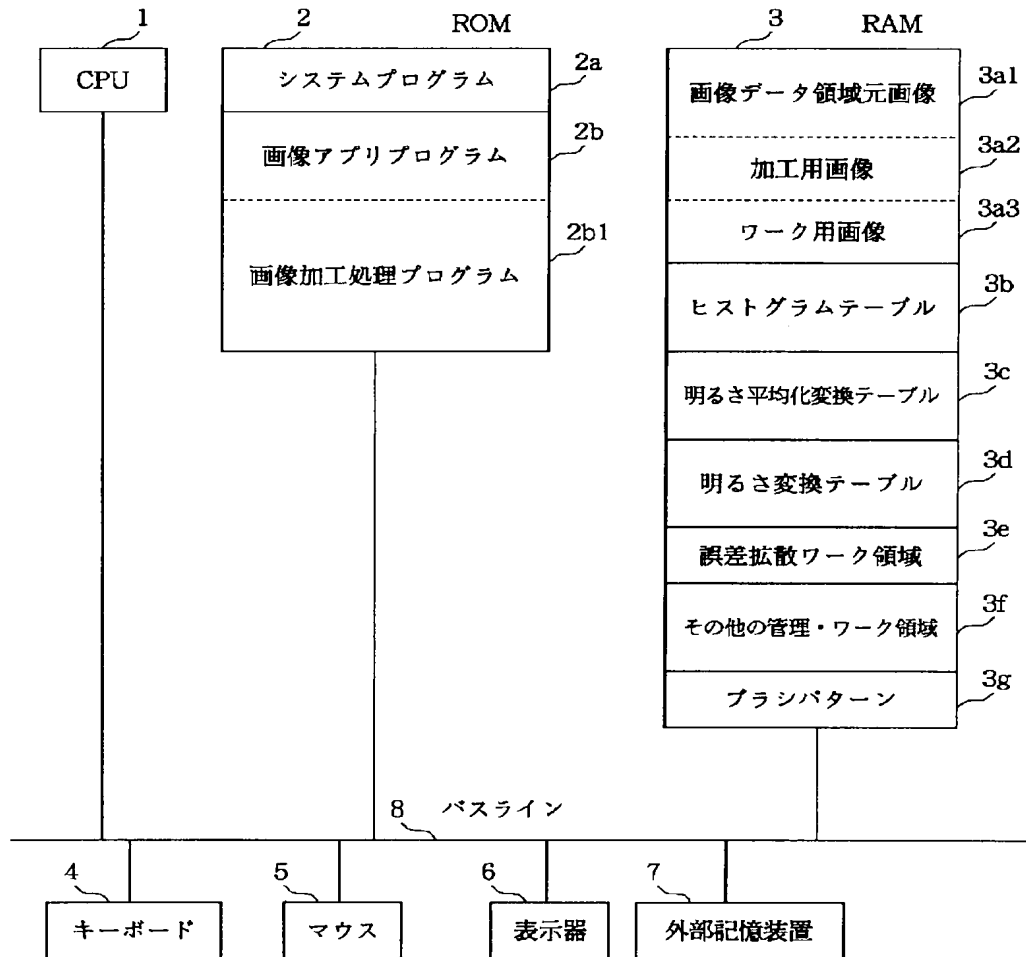 1
CPU
2 ROM
システムプログラム 2a
画像アプリプログラム 2b
画像加工処理プログラム 2b1
3 RAM
画像データ領域元画像 3a1
加工用画像 3a2
ワーク用画像 3a3
ヒストグラムテーブル 3b
明るさ平均化変換テーブル 3c
明るさ変換テーブル 3d
誤差拡散ワーク領域 3e
その他の管理・ワーク領域 3f
ブラシパターン 3g
8 バスライン
4
キーボード
5
マウス
6
表示器
7
外部記憶装置